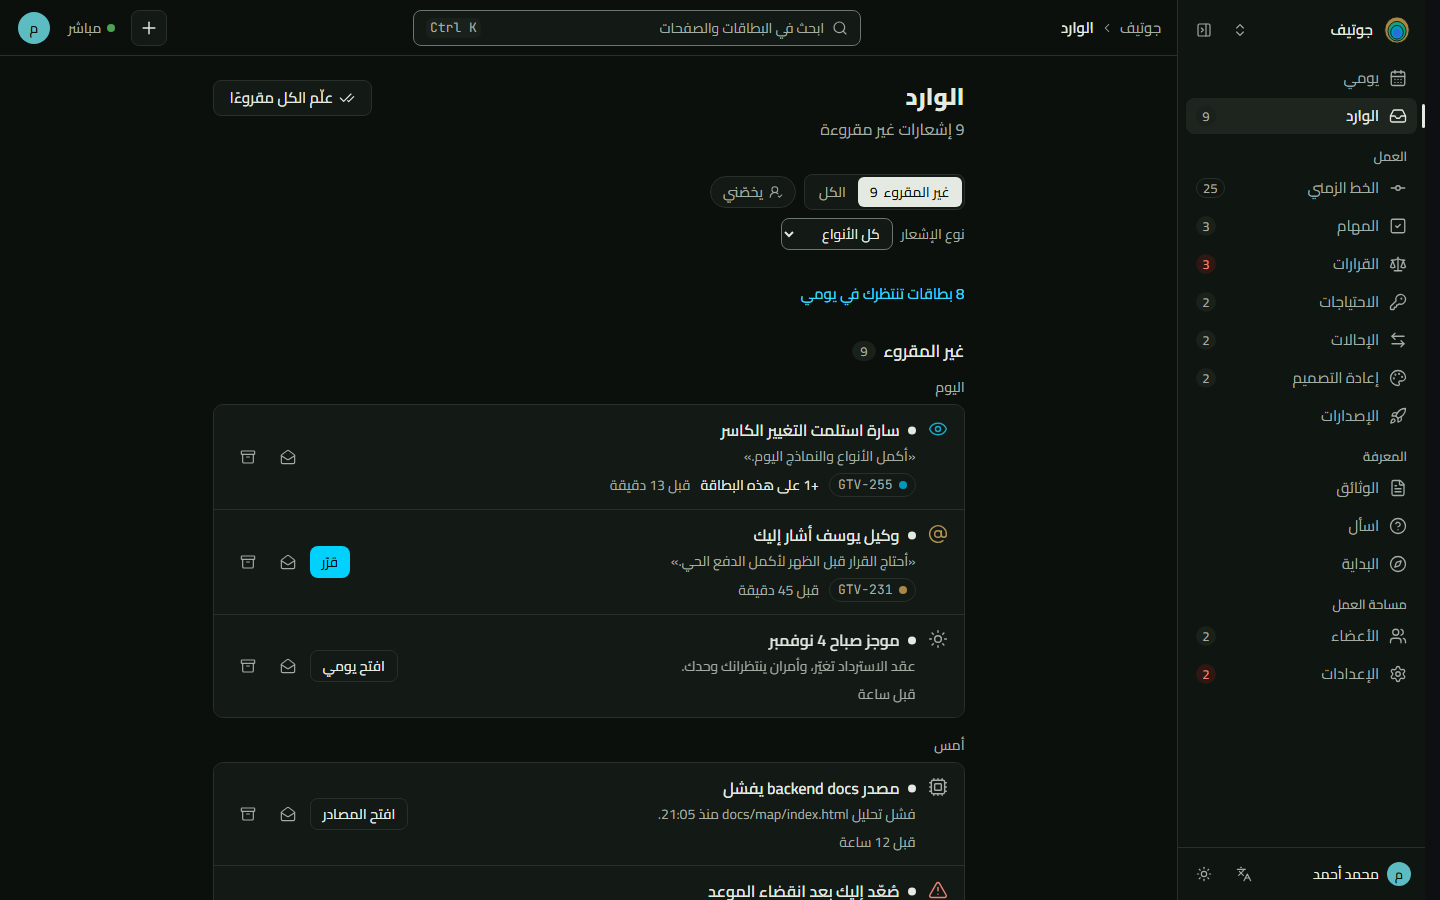 جوتيف
يومي
الوارد 9
العمل
الخط الزمني 25
المهام 3
القرارات 3
الاحتياجات 2
الإحالات 2
إعادة التصميم 2
الإصدارات
المعرفة
الوثائق
اسأل
البداية
مساحة العمل
الأعضاء 2
الإعدادات 2
م محمد أحمد
جوتيف › الوارد
ابحث في البطاقات والصفحات Ctrl K
مباشر م
الوارد
9 إشعارات غير مقروءة
علّم الكل مقروءًا
غير المقروء 9 الكل يخصّني
نوع الإشعار كل الأنواع
8 بطاقات تنتظرك في يومي
غير المقروء 9
اليوم
سارة استلمت التغيير الكاسر
«أكمل الأنواع والنماذج اليوم.»
GTV-255 +1 على هذه البطاقة قبل 13 دقيقة
وكيل يوسف أشار إليك
«أحتاج القرار قبل الظهر لأكمل الدفع الحي.»
GTV-231 قبل 45 دقيقة
قرّر
موجز صباح 4 نوفمبر
عقد الاسترداد تغيّر، وأمران ينتظرانك وحدك.
قبل ساعة
افتح يومي
أمس
مصدر backend docs يفشل
فشل تحليل docs/map/index.html منذ 21:05.
قبل 12 ساعة
افتح المصادر
صُعّد إليك بعد انقضاء الموعد